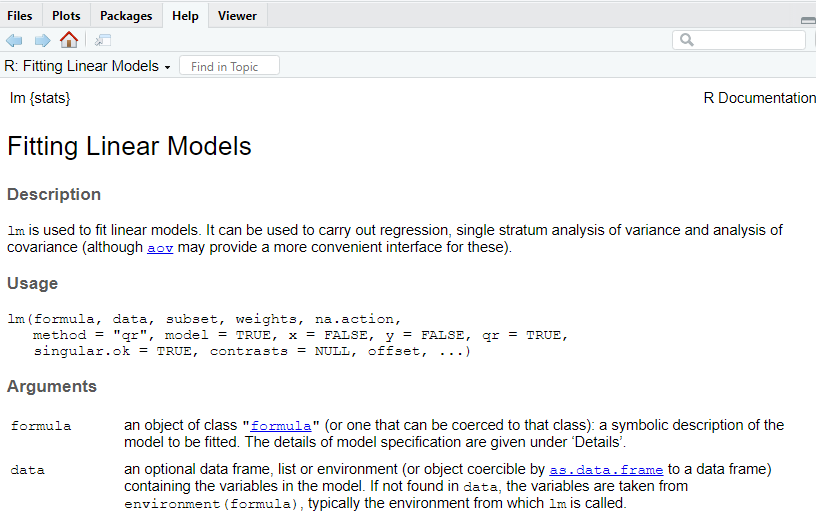 Files Plots Packages Help Viewer
R: Fitting Linear Models Find in Topic
lm {stats} R Documentation
Fitting Linear Models
Description
lm is used to fit linear models. It can be used to carry out regression, single stratum analysis of variance and analysis of
covariance (although aov may provide a more convenient interface for these).
Usage
lm(formula, data, subset, weights, na.action,
method = "qr", model = TRUE, x = FALSE, y = FALSE, qr = TRUE,
singular.ok = TRUE, contrasts = NULL, offset, ...)
Arguments
formula an object of class "formula" (or one that can be coerced to that class): a symbolic description of the
model to be fitted. The details of model specification are given under ‘Details’.
data an optional data frame, list or environment (or object coercible by as.data.frame to a data frame)
containing the variables in the model. If not found in data, the variables are taken from
environment(formula), typically the environment from which lm is called.